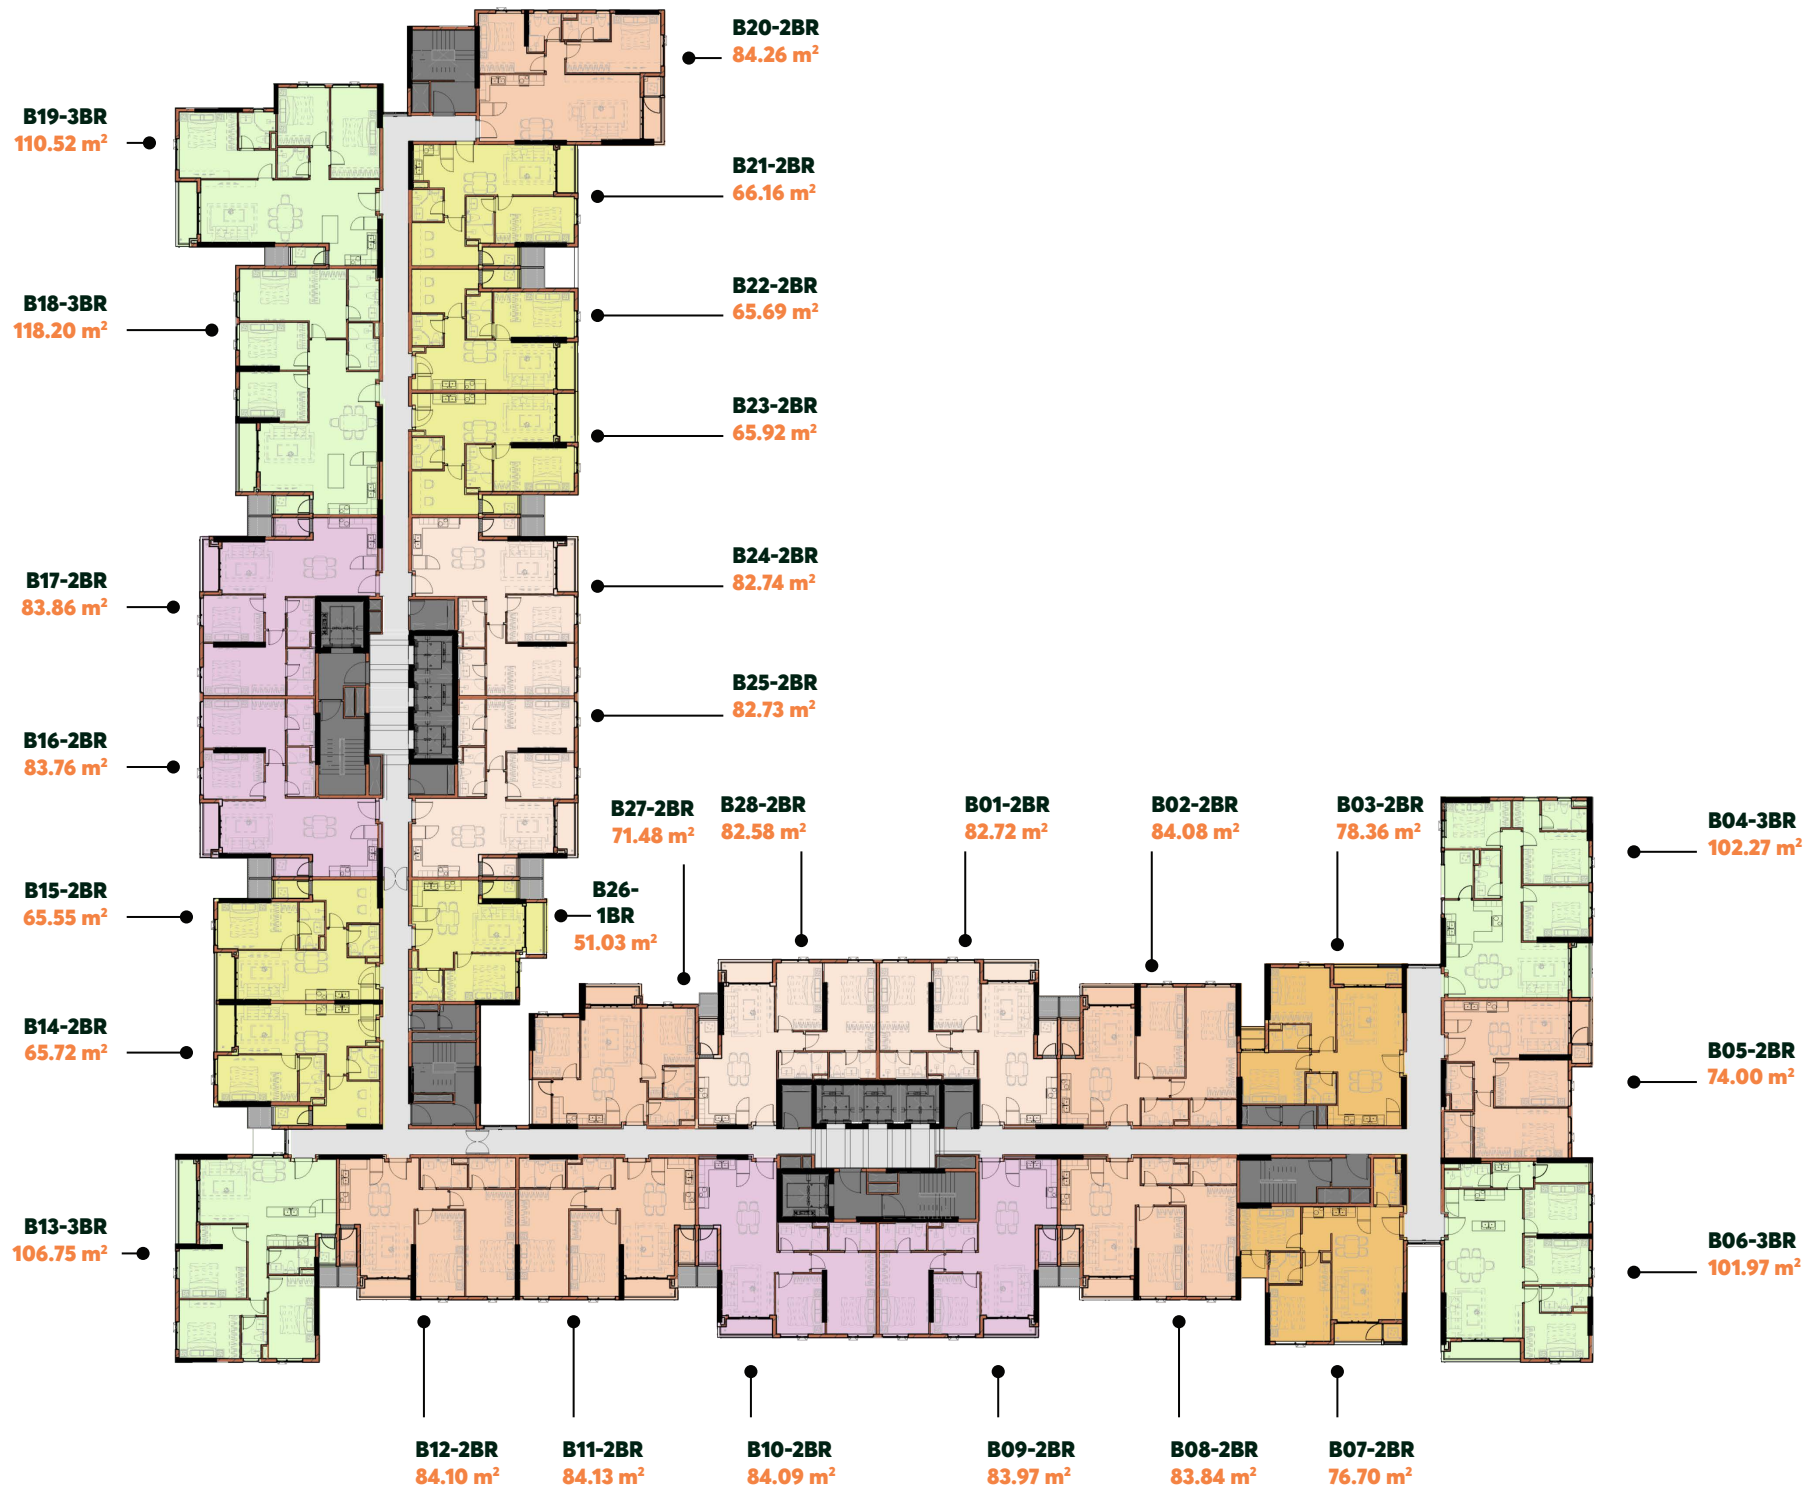 B20-2BR
84.26 m²
B19-3BR
110.52 m²
B21-2BR
66.16 m²
B22-2BR
65.69 m²
B18-3BR
118.20 m²
B23-2BR
65.92 m²
B24-2BR
82.74 m²
B17-2BR
83.86 m²
B25-2BR
82.73 m²
B16-2BR
83.76 m²
B27-2BR
71.48 m²
B28-2BR
82.58 m²
B01-2BR
82.72 m²
B02-2BR
84.08 m²
B03-2BR
78.36 m²
B04-3BR
102.27 m²
B15-2BR
65.55 m²
B26-
1BR
51.03 m²
B14-2BR
65.72 m²
B05-2BR
74.00 m²
B13-3BR
106.75 m²
B06-3BR
101.97 m²
B12-2BR
84.10 m²
B11-2BR
84.13 m²
B10-2BR
84.09 m²
B09-2BR
83.97 m²
B08-2BR
83.84 m²
B07-2BR
76.70 m²